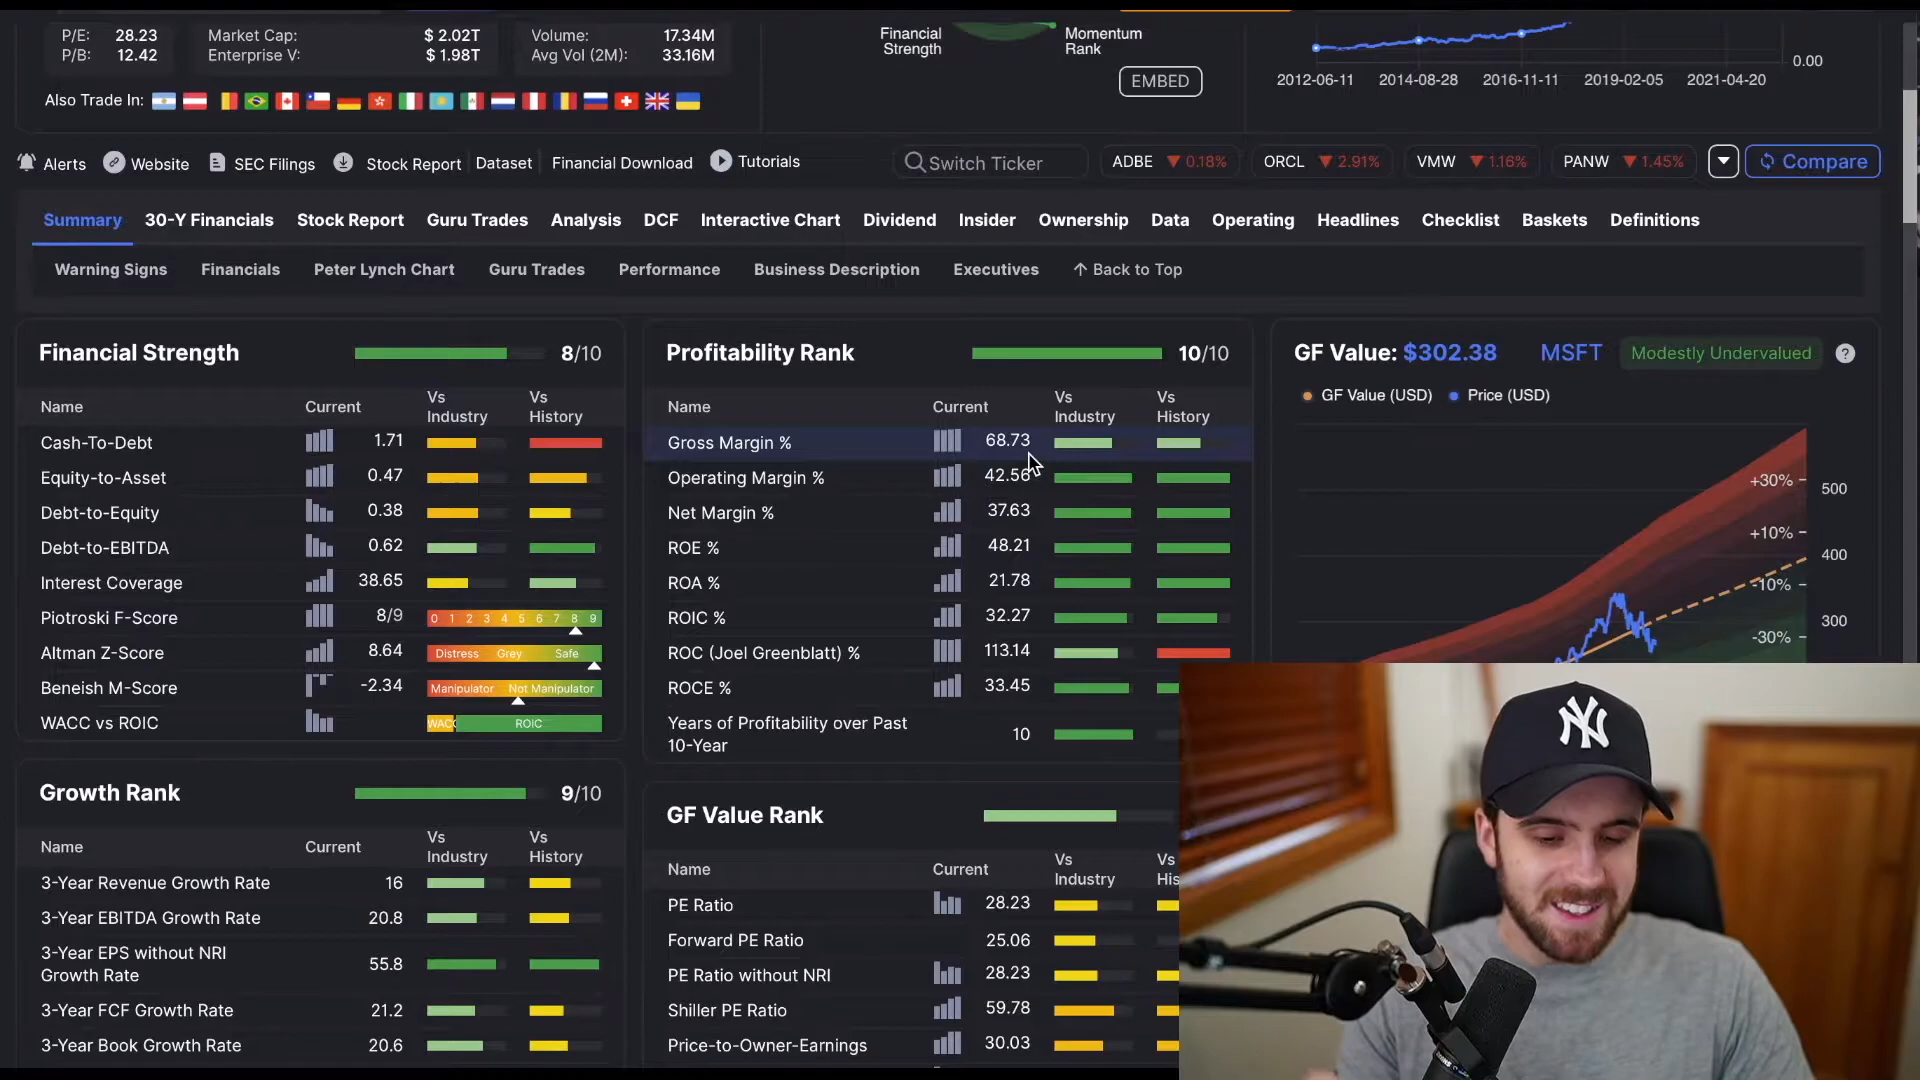 P/E: 28.23
P/B: 12.42
Market Cap: $ 2.02T
Enterprise V: $ 1.98T
Volume: 17.34M
Avg Vol (2M): 33.16M
Also Trade In:
Financial Strength
Momentum Rank
EMBED
0.00
2012-06-11 2014-08-28 2016-11-11 2019-02-05 2021-04-20
Alerts Website SEC Filings Stock Report Dataset Financial Download Tutorials
Switch Ticker ADBE 0.18% ORCL 2.91% VMW 1.16% PANW 1.45% Compare
Summary 30-Y Financials Stock Report Guru Trades Analysis DCF Interactive Chart Dividend Insider Ownership Data Operating Headlines Checklist Baskets Definitions
Warning Signs Financials Peter Lynch Chart Guru Trades Performance Business Description Executives Back to Top
Financial Strength 8/10
Name Current Vs Industry Vs History
Cash-To-Debt 1.71
Equity-to-Asset 0.47
Debt-to-Equity 0.38
Debt-to-EBITDA 0.62
Interest Coverage 38.65
Piotroski F-Score 8/9 0 1 2 3 4 5 6 7 8 9
Altman Z-Score 8.64 Distress Grey Safe
Beneish M-Score -2.34 Manipulator Not Manipulator
WACC vs ROIC ROIC
Profitability Rank 10/10
Name Current Vs Industry Vs History
Gross Margin % 68.73
Operating Margin % 42.56
Net Margin % 37.63
ROE % 48.21
ROA % 21.78
ROIC % 32.27
ROC (Joel Greenblatt) % 113.14
ROCE % 33.45
Years of Profitability over Past 10-Year 10
GF Value: $302.38 MSFT Modestly Undervalued ?
GF Value (USD) Price (USD)
+30% 500
+10% 400
-10%
-30% 300
Growth Rank 9/10
Name Current Vs Industry Vs History
3-Year Revenue Growth Rate 16
3-Year EBITDA Growth Rate 20.8
3-Year EPS without NRI Growth Rate 55.8
3-Year FCF Growth Rate 21.2
3-Year Book Growth Rate 20.6
GF Value Rank
Name Current Vs Industry Vs
PE Ratio 28.23
Forward PE Ratio 25.06
PE Ratio without NRI 28.23
Shiller PE Ratio 59.78
Price-to-Owner-Earnings 30.03
NY